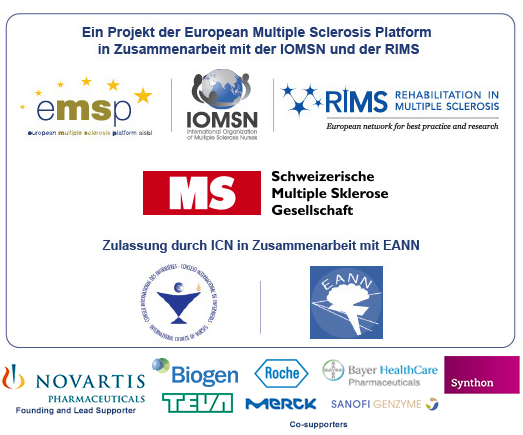 Ein Projekt der European Multiple Sclerosis Platform
in Zusammenarbeit mit der IOMSN und der RIMS
emsp
european multiple sclerosis platform aisbl
IOMSN
International Organization
of Multiple Sclerosis Nurses
RIMS
REHABILITATION IN
MULTIPLE SCLEROSIS
European network for best practice and research
MS
Schweizerische
Multiple Sklerose
Gesellschaft
Zulassung durch ICN in Zusammenarbeit mit EANN
EANN
NOVARTIS
PHARMACEUTICALS
Founding and Lead Supporter
Biogen
Roche
BAYER
Bayer HealthCare
Pharmaceuticals
Synthon
TEVA
MERCK
SANOFI GENZYME
Co-supporters